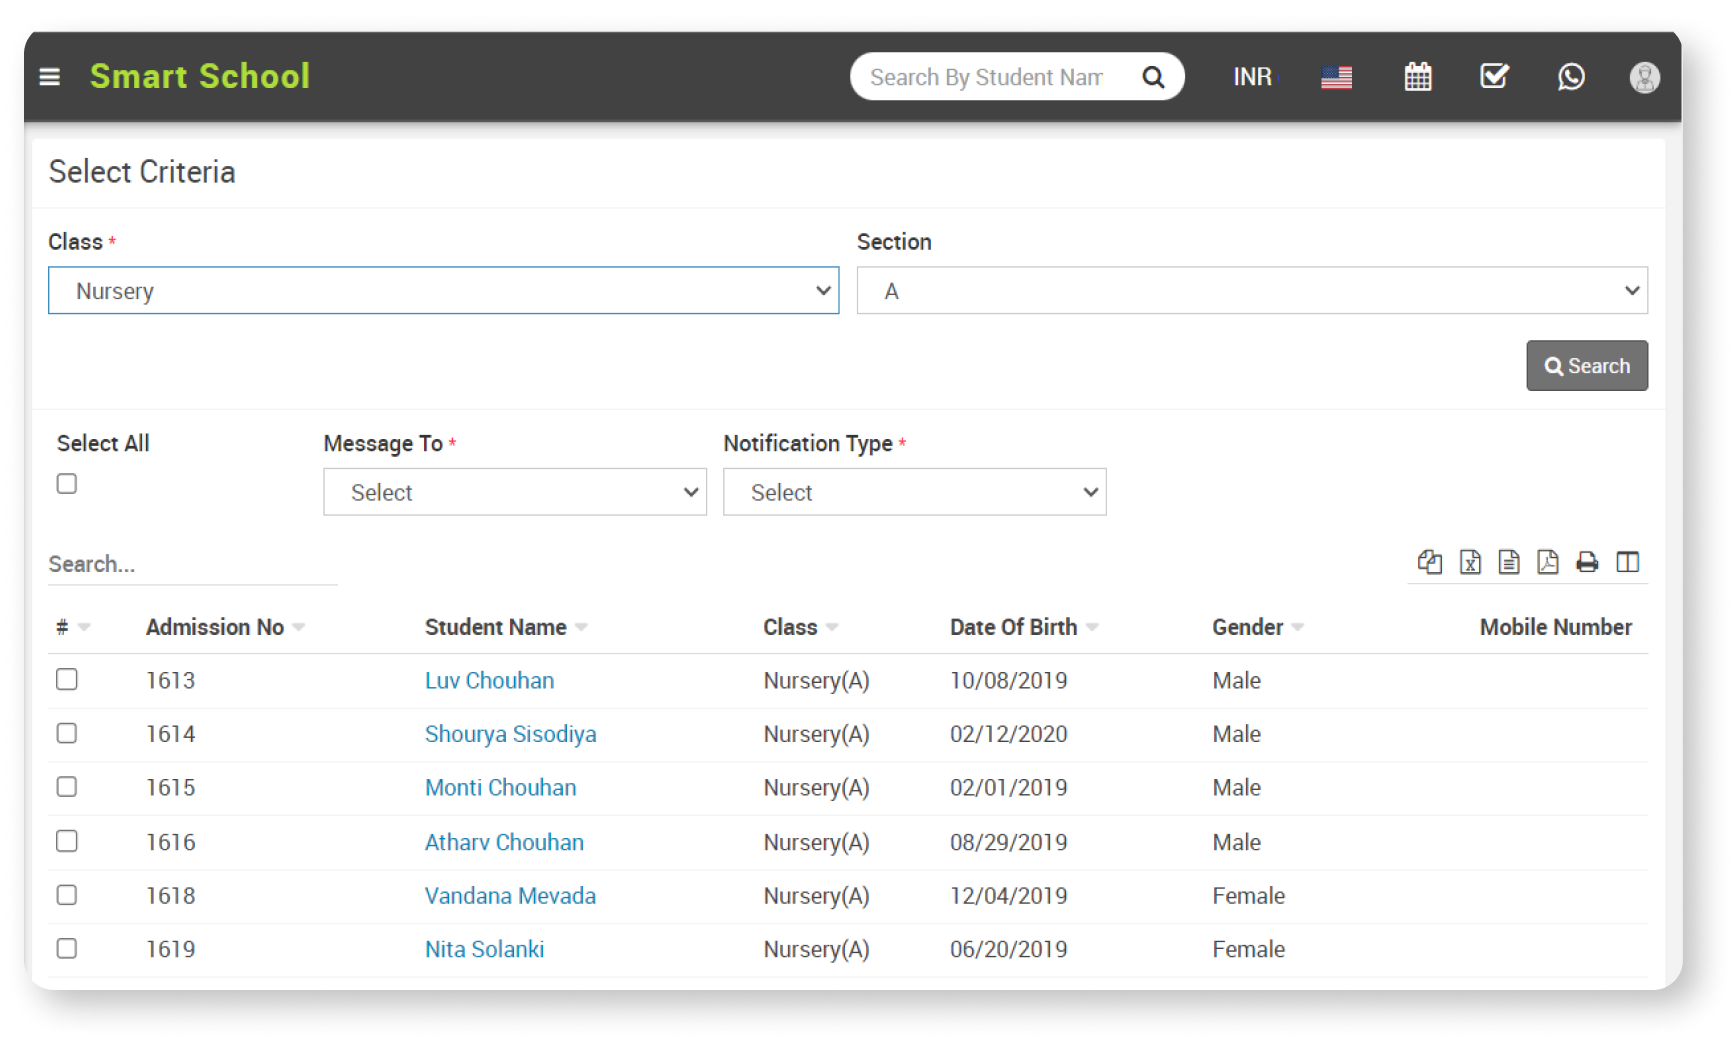 Smart School
Search By Student Nam
INR
Select Criteria
Class * Section
Nursery A
Search
Select All Message To * Notification Type *
Select Select
Search...
# Admission No Student Name Class Date Of Birth Gender Mobile Number
1613 Luv Chouhan Nursery(A) 10/08/2019 Male
1614 Shourya Sisodiya Nursery(A) 02/12/2020 Male
1615 Monti Chouhan Nursery(A) 02/01/2019 Male
1616 Atharv Chouhan Nursery(A) 08/29/2019 Male
1618 Vandana Mevada Nursery(A) 12/04/2019 Female
1619 Nita Solanki Nursery(A) 06/20/2019 Female